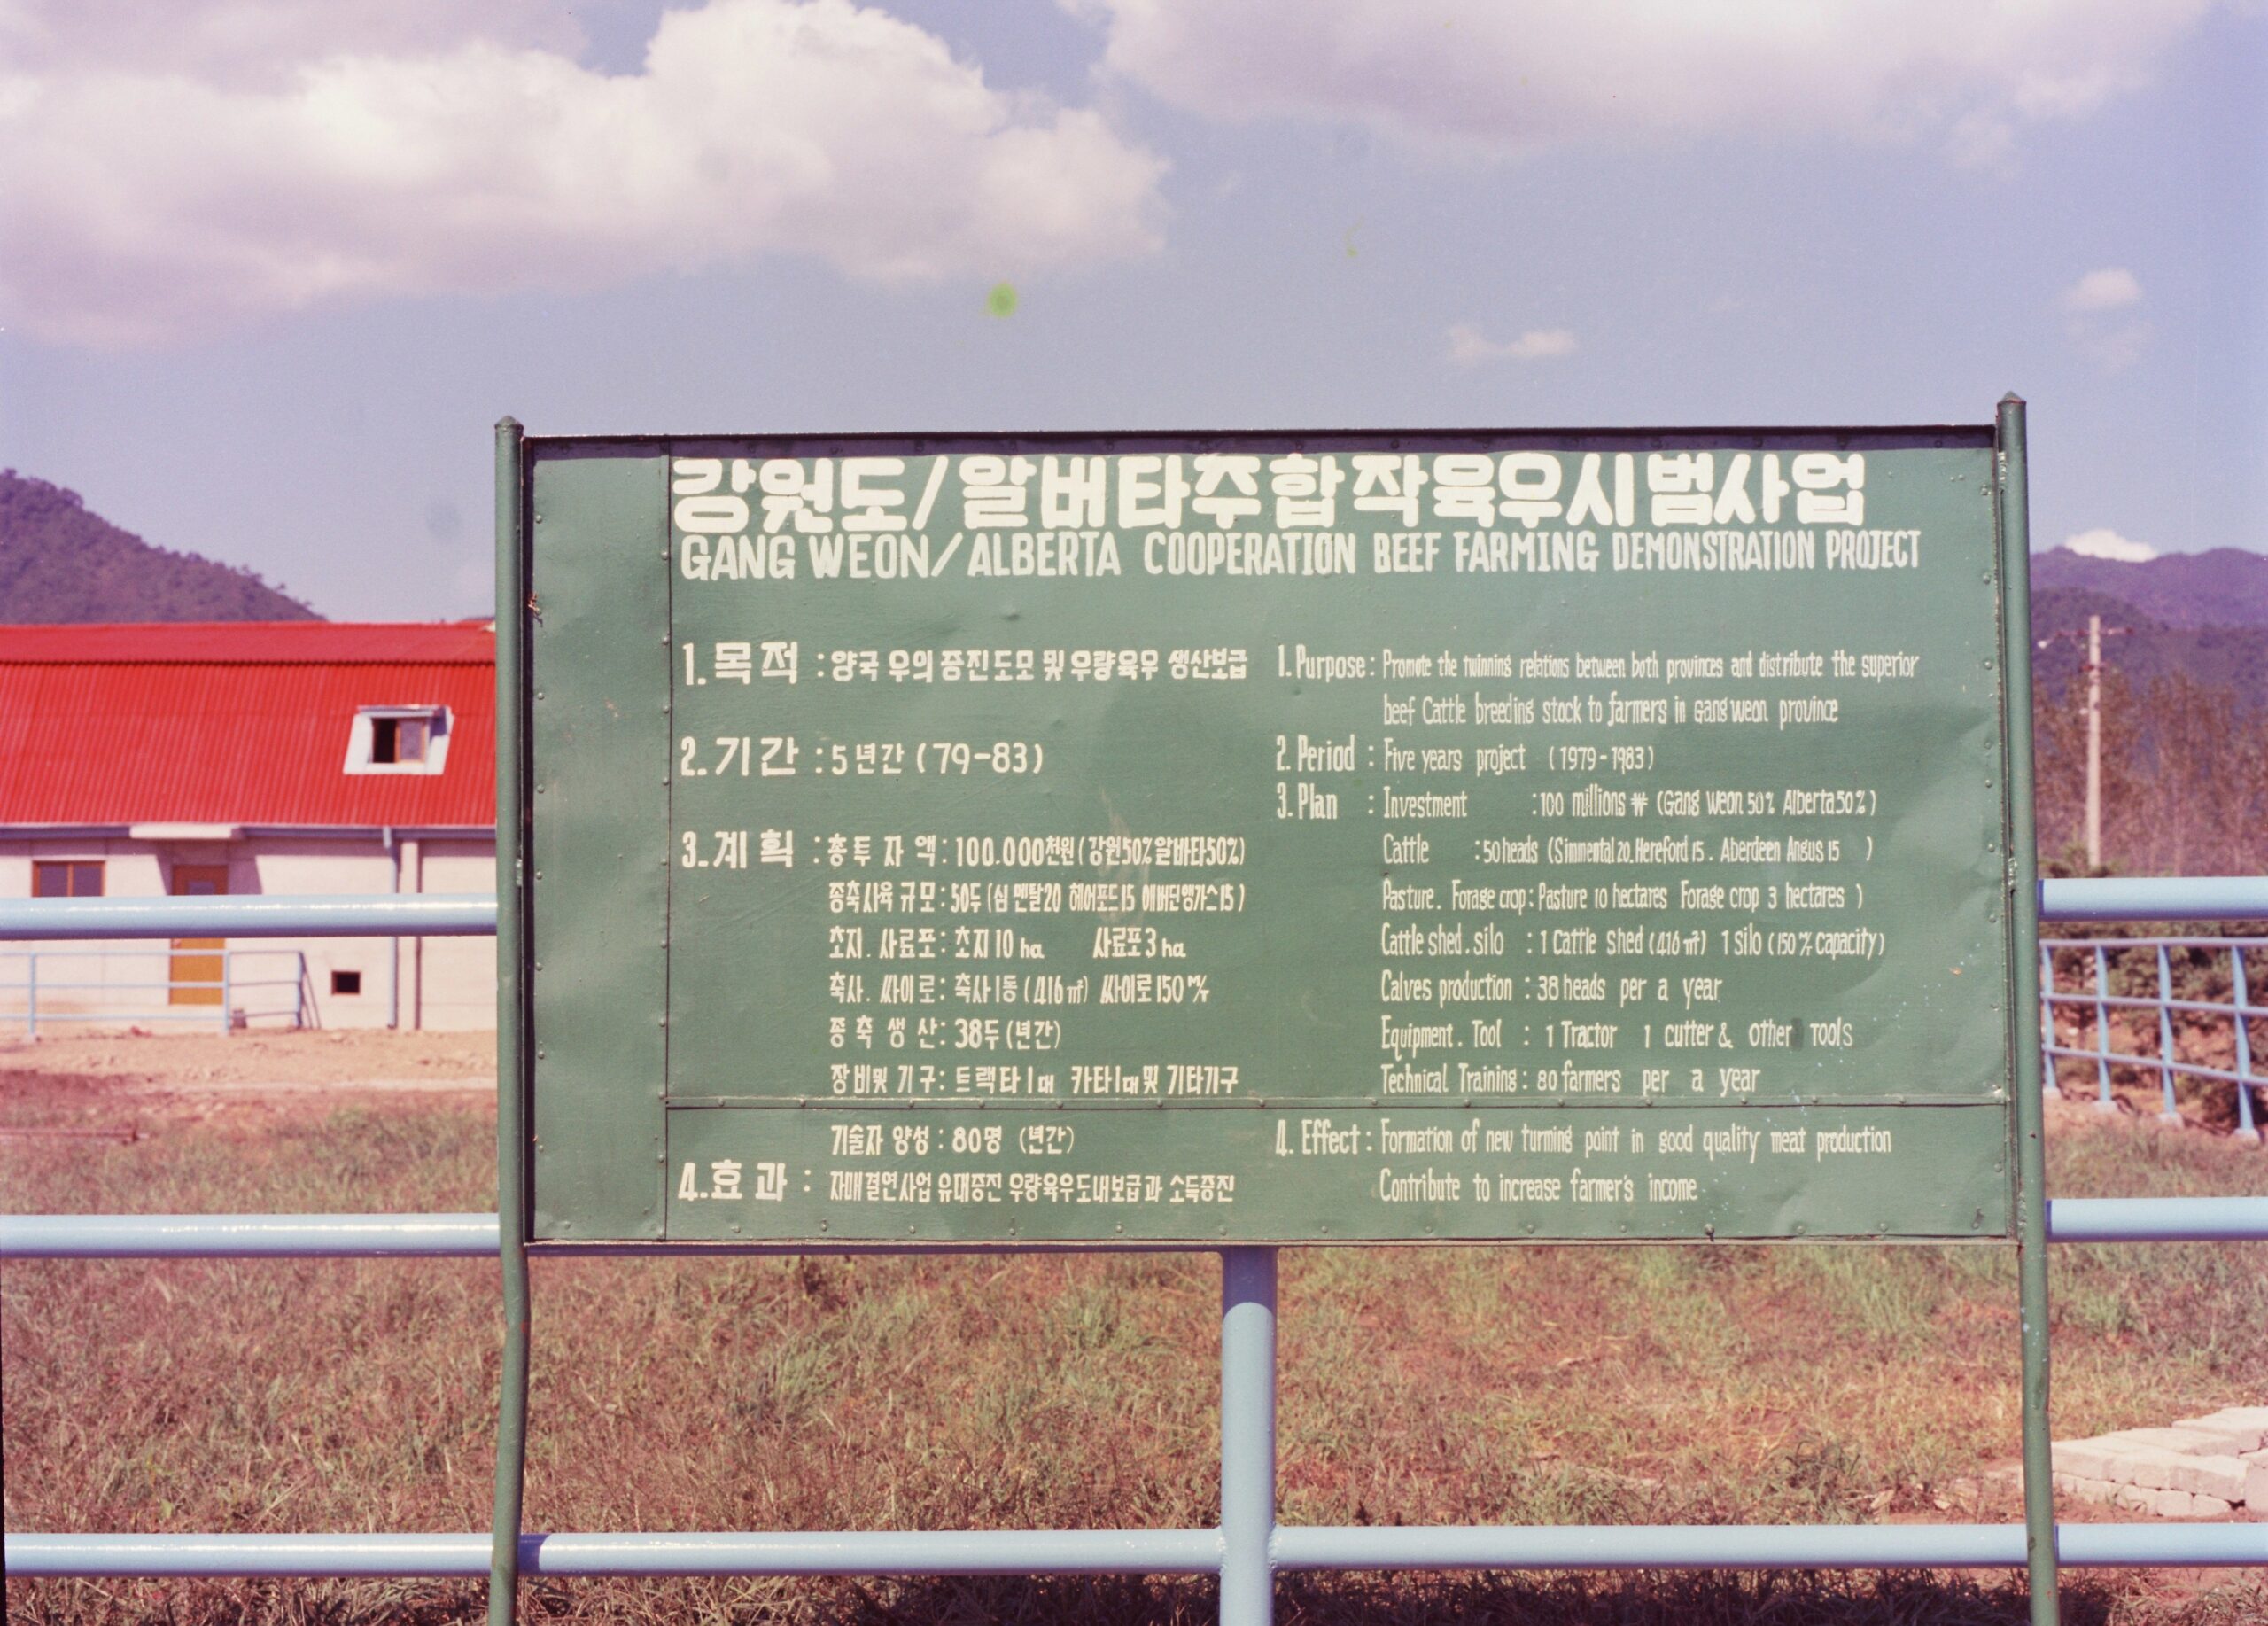 강원도/알버타주합작육우시범사업
GANG WEON/ALBERTA COOPERATION BEEF FARMING DEMONSTRATION PROJECT
1. 목적 : 양국 우의 증진도모 및 우량육우 생산보급
2. 기간 : 5년간 (79-83)
3. 계획 : 총투자액 : 100.000천원 (강원50% 알바타50%)
종축사육 규모 : 50두 (심멘탈20 헤어포드15 애버딘앵가스15)
초지. 사료포 : 초지 10 ha 사료포 3 ha
축사. 싸이로 : 축사 1동 (416㎡) 싸이로 150 M/T
종축생산 : 38두 (년간)
장비및 기구 : 트랙타 1대 카타1대 및 기타기구
기술자 양성 : 80명 (년간)
4. 효과 : 자매결연사업 유대증진 우량육우도내보급과 소득증진
1. Purpose : Promote the twinning relations between both provinces and distribute the superior
beef Cattle breeding stock to farmers in Gang weon province
2. Period : Five years project (1979-1983)
3. Plan : Investment : 100 millions ₩ (Gang Weon 50% Alberta 50%)
Cattle : 50 heads (Simmental 20. Hereford 15. Aberdeen Angus 15 )
Pasture. Forage crop : Pasture 10 hectares Forage crop 3 hectares )
Cattle shed. silo : 1 Cattle Shed (416㎡) 1 Silo (150 M/T capacity)
Calves production : 38 heads per a year
Equipment. Tool : 1 Tractor 1 cutter & other TOOLS
Technical Training : 80 farmers per a year
4. Effect : Formation of new turning point in good quality meat production
Contribute to increase farmer's income